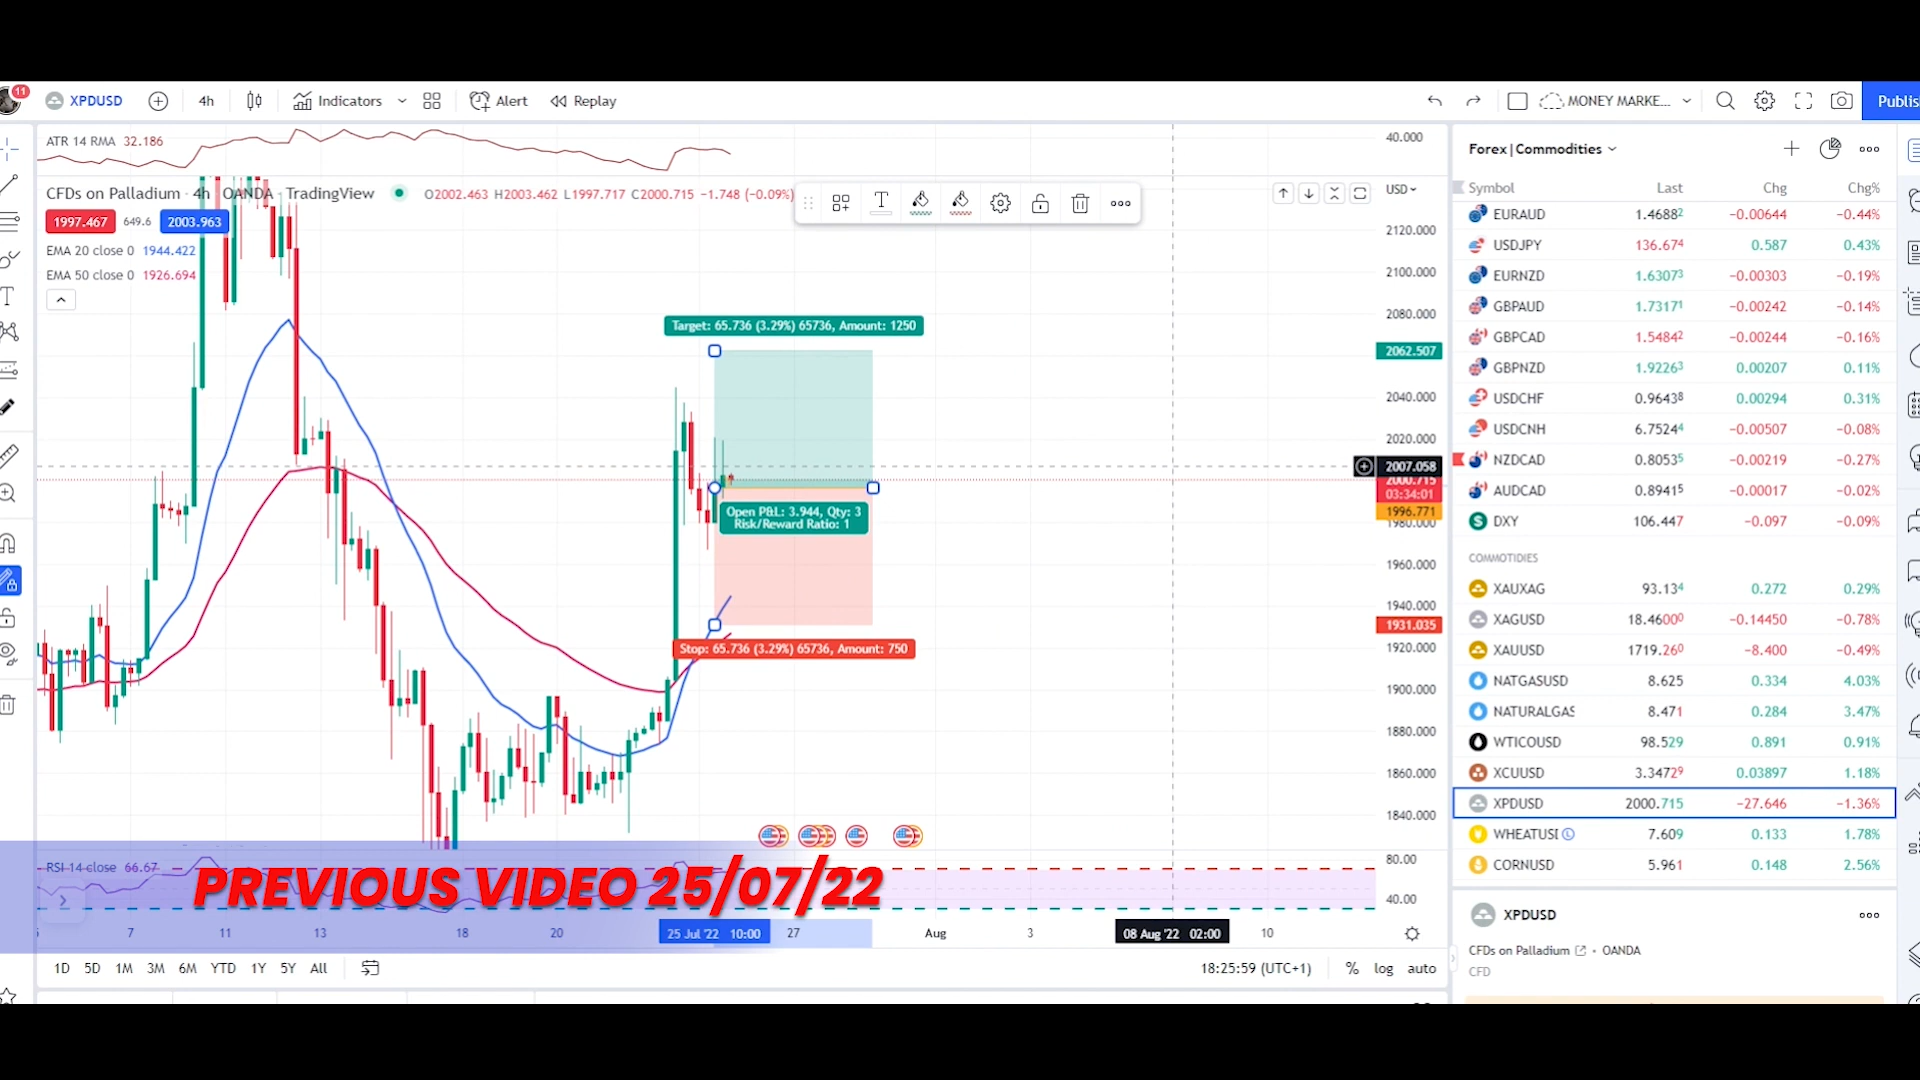 11
XPDUSD
4h
Indicators
Alert
Replay
MONEY MARKE...
Publis
ATR 14 RMA 32.186
CFDs on Palladium · 4h · OANDA · TradingView
O2002.463 H2003.462 L1997.717 C2000.715 −1.748 (−0.09%)
1997.467 649.6 2003.963
EMA 20 close 0 1944.422
EMA 50 close 0 1926.694
T
Target: 65.736 (3.29%) 65736, Amount: 1250
Open P&L: 3.944, Qty: 3
Risk/Reward Ratio: 1
Stop: 65.736 (3.29%) 65736, Amount: 750
40.000
USD
2120.000
2100.000
2080.000
2062.507
2040.000
2020.000
2007.058
2000.715
03:34:01
1996.771
1980.000
1960.000
1940.000
1931.035
1920.000
1900.000
1880.000
1860.000
1840.000
80.00
40.00
RSI 14 close 66.67
PREVIOUS VIDEO 25/07/22
7 11 13 18 20 25 Jul '22 10:00 27 Aug 3 08 Aug '22 02:00 10
1D 5D 1M 3M 6M YTD 1Y 5Y All
18:25:59 (UTC+1) % log auto
Forex|Commodities
Symbol Last Chg Chg%
EURAUD 1.46882 −0.00644 −0.44%
USDJPY 136.674 0.587 0.43%
EURNZD 1.63073 −0.00303 −0.19%
GBPAUD 1.73171 −0.00242 −0.14%
GBPCAD 1.54842 −0.00244 −0.16%
GBPNZD 1.92263 0.00207 0.11%
USDCHF 0.96438 0.00294 0.31%
USDCNH 6.75244 −0.00507 −0.08%
NZDCAD 0.80535 −0.00219 −0.27%
AUDCAD 0.89415 −0.00017 −0.02%
DXY 106.447 −0.097 −0.09%
COMMOTIDIES
XAUXAG 93.134 0.272 0.29%
XAGUSD 18.46000 −0.14450 −0.78%
XAUUSD 1719.260 −8.400 −0.49%
NATGASUSD 8.625 0.334 4.03%
NATURALGAS 8.471 0.284 3.47%
WTICOUSD 98.529 0.891 0.91%
XCUUSD 3.34729 0.03897 1.18%
XPDUSD 2000.715 −27.646 −1.36%
WHEATUSI L 7.609 0.133 1.78%
CORNUSD 5.961 0.148 2.56%
XPDUSD
CFDs on Palladium • OANDA
CFD